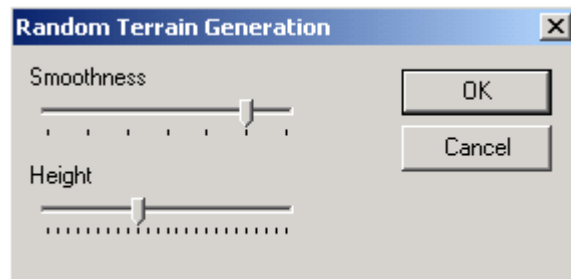 Random Terrain Generation
Smoothness
OK
Cancel
Height